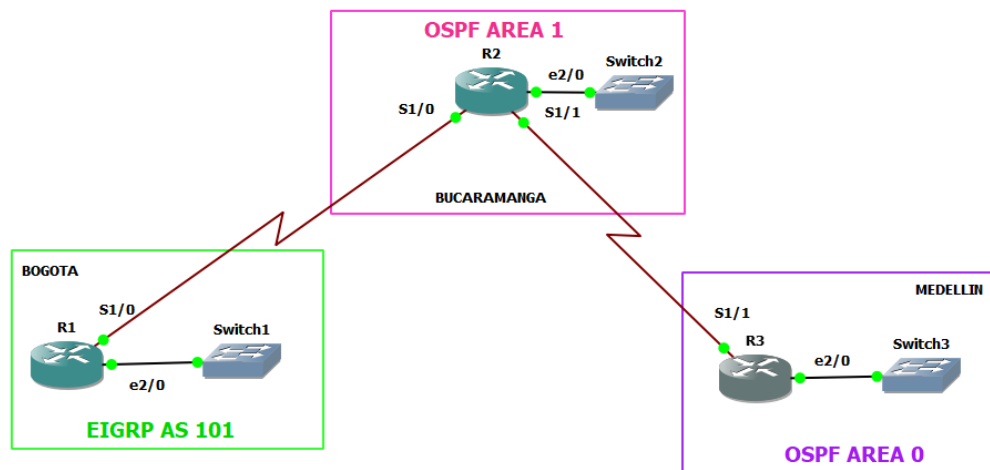 OSPF AREA 1
R2
e2/0
Switch2
S1/0
S1/1
BUCARAMANGA
BOGOTA
S1/0
R1
Switch1
e2/0
EIGRP AS 101
MEDELLIN
S1/1
R3
e2/0
Switch3
OSPF AREA 0